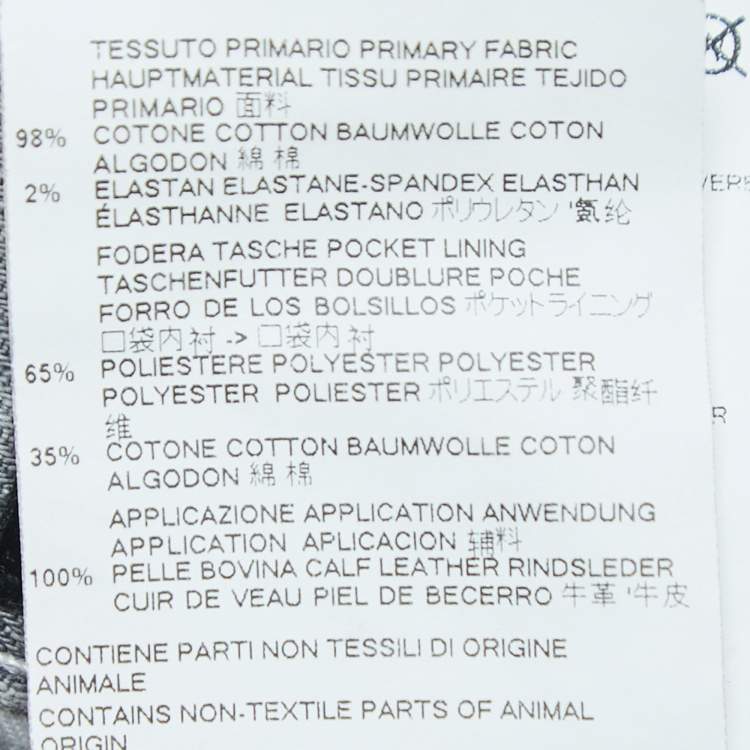 TESSUTO PRIMARIO PRIMARY FABRIC
HAUPTMATERIAL TISSU PRIMAIRE TEJIDO
PRIMARIO 面料
98% COTONE COTTON BAUMWOLLE COTON
ALGODON 綿 棉
2% ELASTAN ELASTANE-SPANDEX ELASTHAN
ÉLASTHANNE ELASTANO ポリウレタン '氨纶
FODERA TASCHE POCKET LINING
TASCHENFUTTER DOUBLURE POCHE
FORRO DE LOS BOLSILLOS ポケットライニング
口袋内衬 -> 口袋内衬
65% POLIESTERE POLYESTER POLYESTER
POLYESTER POLIESTER ポリエステル 聚酯纤
维
35% COTONE COTTON BAUMWOLLE COTON
ALGODON 綿 棉
APPLICAZIONE APPLICATION ANWENDUNG
APPLICATION APLICACION 辅料
100% PELLE BOVINA CALF LEATHER RINDSLEDER
CUIR DE VEAU PIEL DE BECERRO 牛革 '牛皮
CONTIENE PARTI NON TESSILI DI ORIGINE
ANIMALE
CONTAINS NON-TEXTILE PARTS OF ANIMAL
ORIGIN